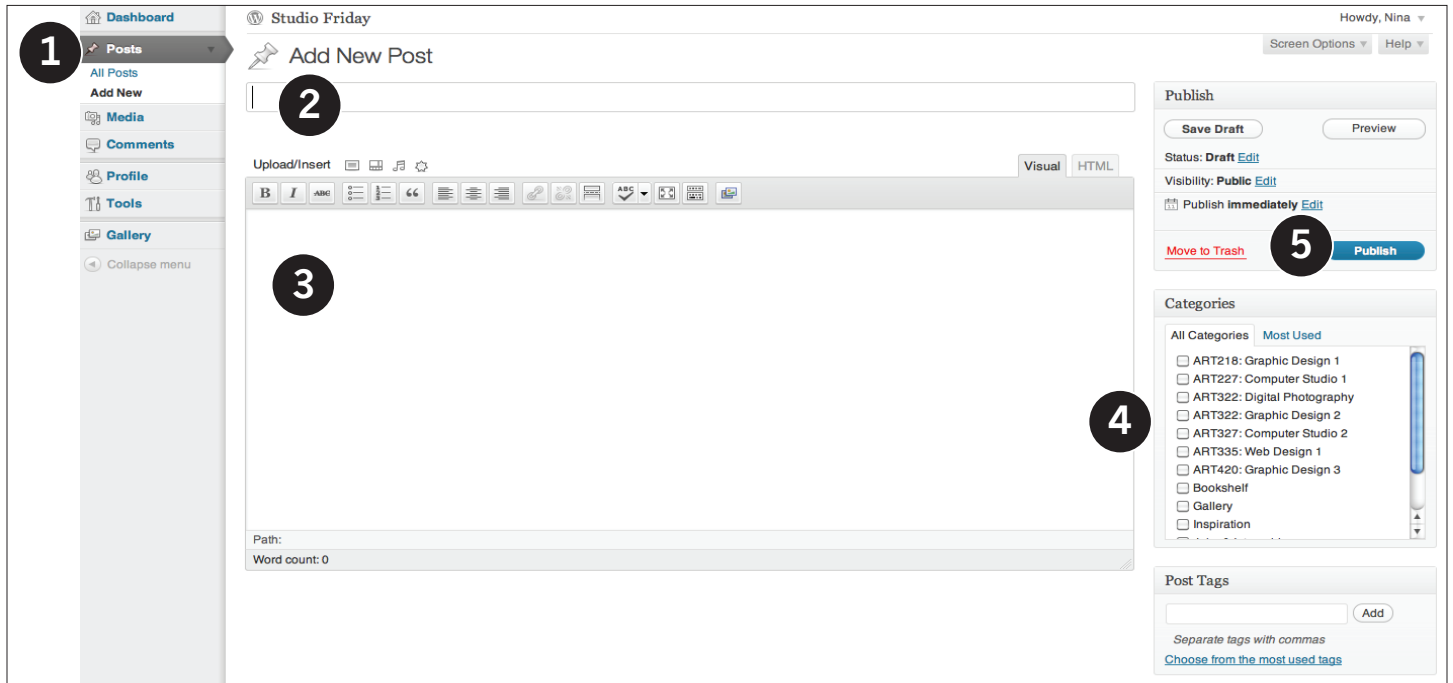 Dashboard
Studio Friday
Howdy, Nina
1
Posts
Add New Post
Screen Options
Help
All Posts
Add New
2
Media
Comments
Profile
Tools
Gallery
Collapse menu
Upload/Insert
Visual
HTML
B I ABC
ABC
3
Path:
Word count: 0
Publish
Save Draft
Preview
Status: Draft Edit
Visibility: Public Edit
11 Publish immediately Edit
Move to Trash
5
Publish
Categories
All Categories Most Used
4
ART218: Graphic Design 1
ART227: Computer Studio 1
ART322: Digital Photography
ART322: Graphic Design 2
ART327: Computer Studio 2
ART335: Web Design 1
ART420: Graphic Design 3
Bookshelf
Gallery
Inspiration
Post Tags
Add
Separate tags with commas
Choose from the most used tags